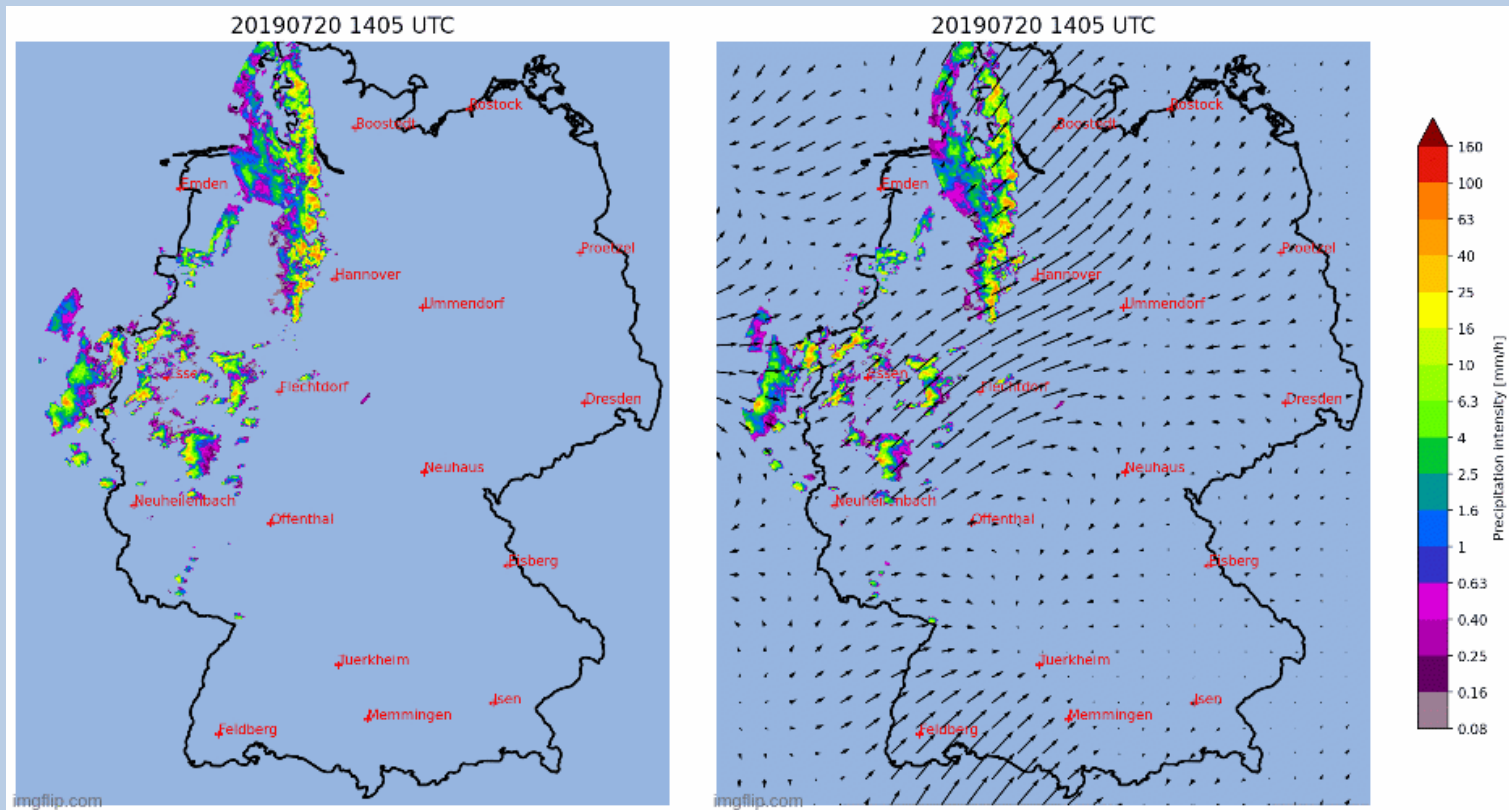 20190720 1405 UTC
Rostock
Boostedt
Emden
Proetzel
Hannover
Ummendorf
Essen
Flechtdorf
Dresden
Neuhaus
Neuheilenbach
Offenthal
Eisberg
Tuerkheim
Isen
Memmingen
Feldberg
imgflip.com
20190720 1405 UTC
Rostock
Boostedt
Emden
Proetzel
Hannover
Ummendorf
Essen
Flechtdorf
Dresden
Neuhaus
Neuheilenbach
Offenthal
Eisberg
Tuerkheim
Isen
Memmingen
Feldberg
imgflip.com
160
100
63
40
25
16
10
6.3
4
2.5
1.6
1
0.63
0.40
0.25
0.16
0.08
Precipitation intensity [mm/h]